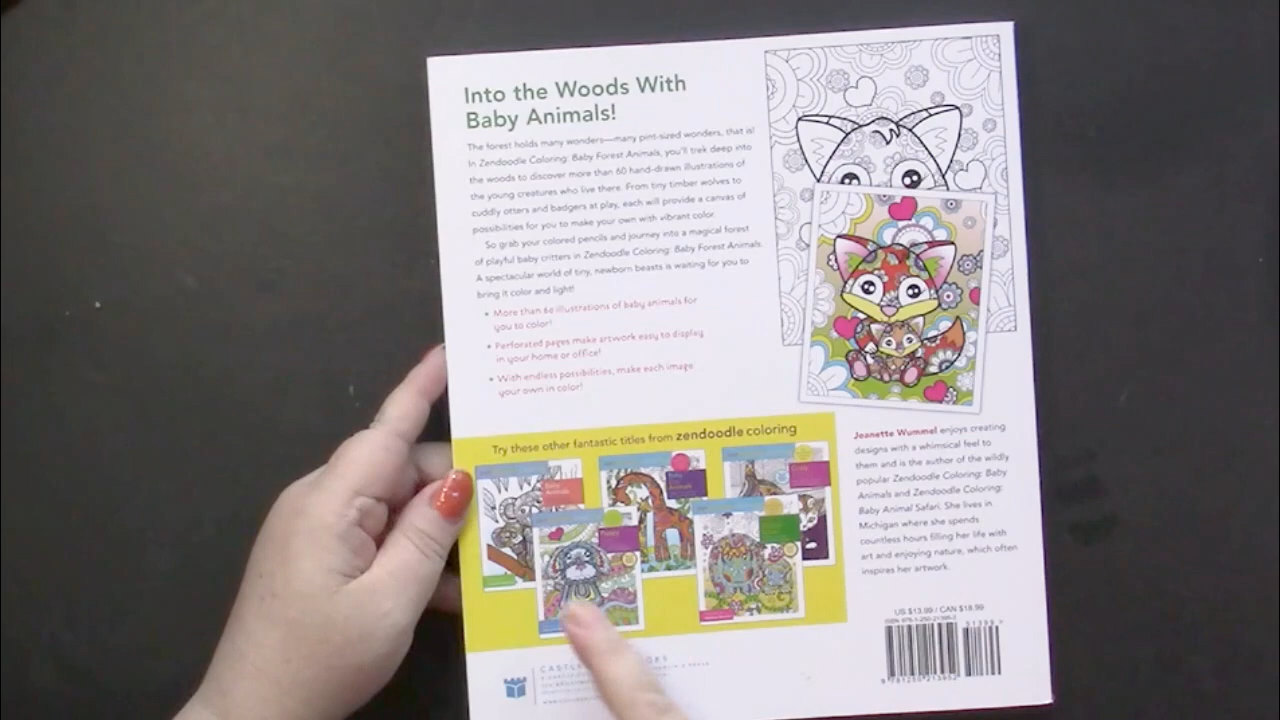 Into the Woods With
Baby Animals!
The forest holds many wonders—many pint-sized wonders, that is!
In Zendoodle Coloring: Baby Forest Animals, you'll trek deep into
the woods to discover more than 60 hand-drawn illustrations of
the young creatures who live there. From tiny timber wolves to
cuddly otters and badgers at play, each will provide a canvas of
possibilities for you to make your own with vibrant color.
So grab your colored pencils and journey into a magical forest
of playful baby critters in Zendoodle Coloring: Baby Forest Animals.
A spectacular world of tiny, newborn beasts is waiting for you to
bring it color and light!
• More than 60 illustrations of baby animals for
you to color!
• Perforated pages make artwork easy to display
in your home or office!
• With endless possibilities, make each image
your own in color!
Try these other fantastic titles from zendoodle coloring
Baby
Animals
Jeanette Wummel enjoys creating
designs with a whimsical feel to
them and is the author of the wildly
popular Zendoodle Coloring: Baby
Animals and Zendoodle Coloring:
Baby Animal Safari. She lives in
Michigan where she spends
countless hours filling her life with
art and enjoying nature, which often
inspires her artwork.
US $13.99 / CAN $18.99